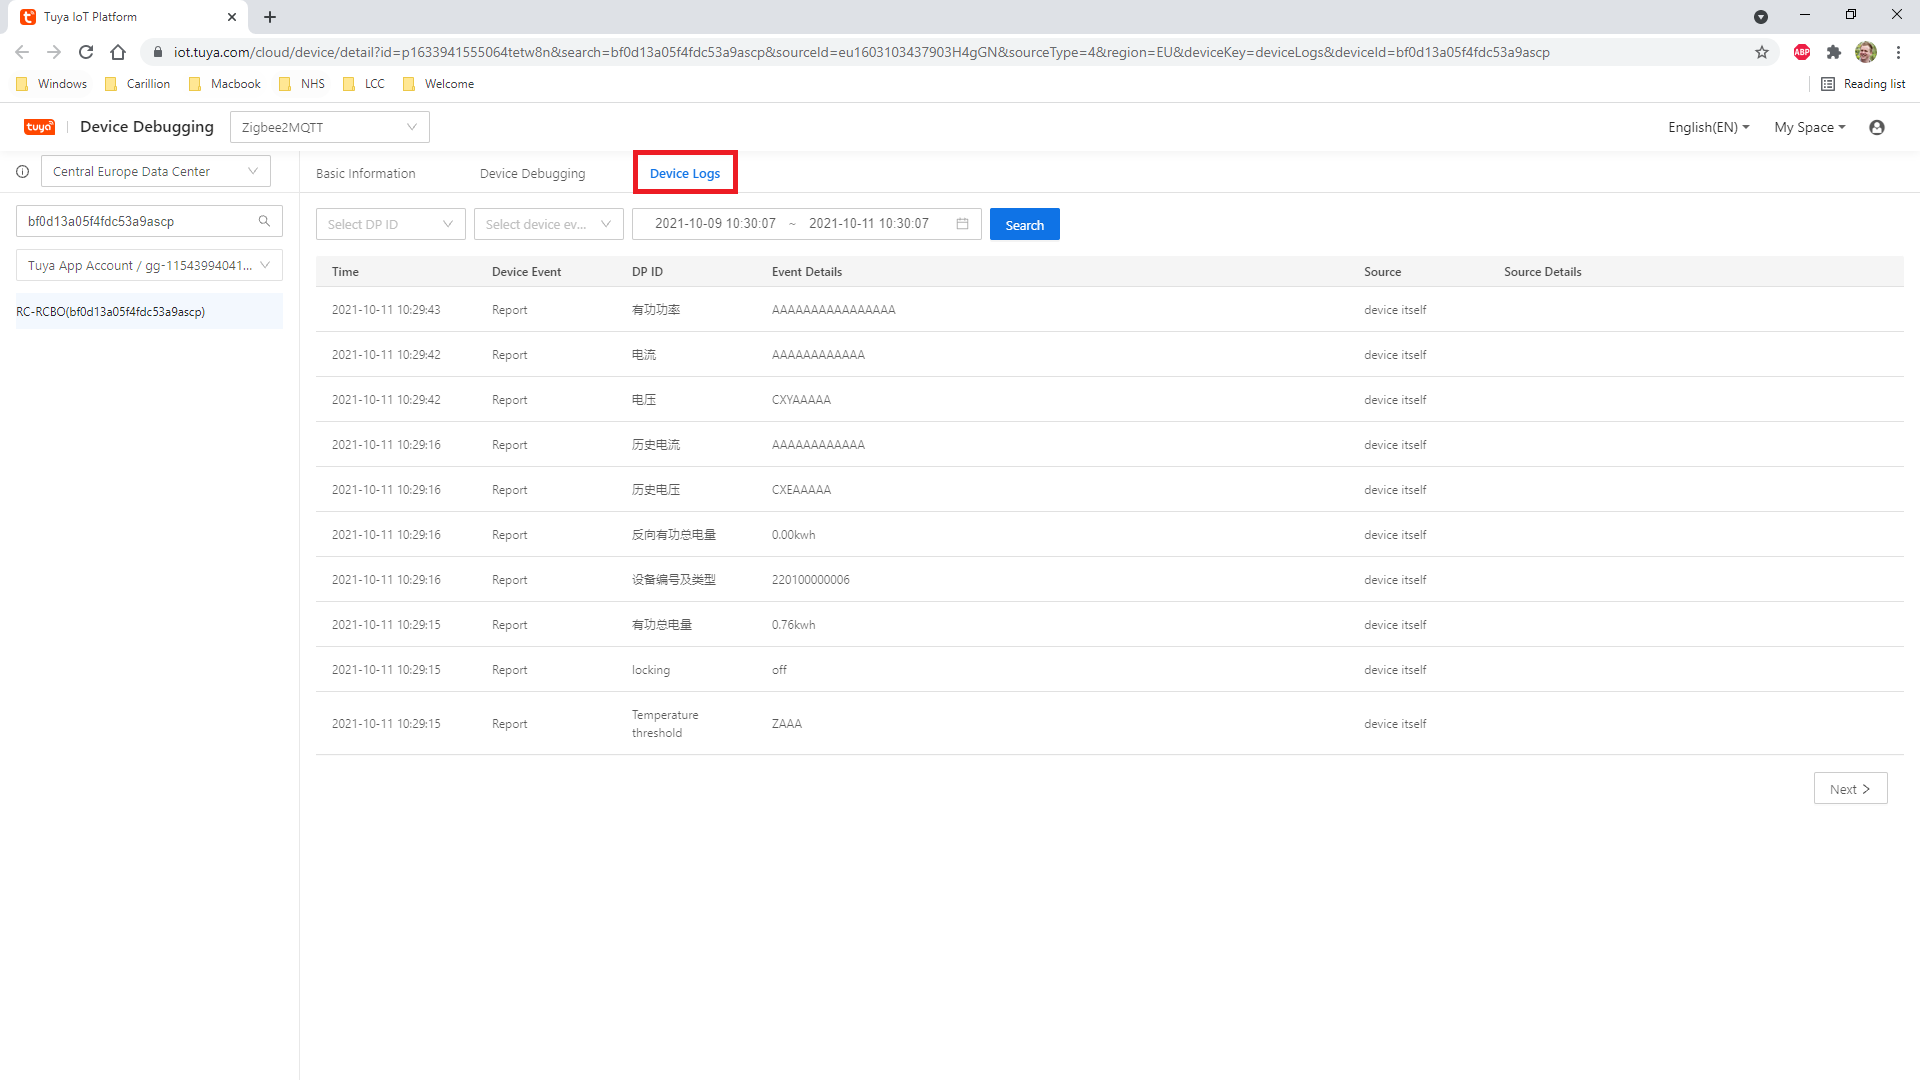 Tuya IoT Platform
iot.tuya.com/cloud/device/detail?id=p1633941555064tetw8n&search=bf0d13a05f4fdc53a9ascp&sourceId=eu1603103437903H4gGN&sourceType=4&region=EU&deviceKey=deviceLogs&deviceId=bf0d13a05f4fdc53a9ascp
ABP
Windows Carillion Macbook NHS LCC Welcome Reading list
tuya Device Debugging Zigbee2MQTT English(EN) My Space
Central Europe Data Center Basic Information Device Debugging Device Logs
bf0d13a05f4fdc53a9ascp Select DP ID Select device ev... 2021-10-09 10:30:07 ~ 2021-10-11 10:30:07 Search
Tuya App Account / gg-11543994041...
RC-RCBO(bf0d13a05f4fdc53a9ascp)
Time Device Event DP ID Event Details Source Source Details
2021-10-11 10:29:43 Report 有功功率 AAAAAAAAAAAAAAAA device itself
2021-10-11 10:29:42 Report 电流 AAAAAAAAAAAA device itself
2021-10-11 10:29:42 Report 电压 CXYAAAAA device itself
2021-10-11 10:29:16 Report 历史电流 AAAAAAAAAAAA device itself
2021-10-11 10:29:16 Report 历史电压 CXEAAAAA device itself
2021-10-11 10:29:16 Report 反向有功总电量 0.00kwh device itself
2021-10-11 10:29:16 Report 设备编号及类型 220100000006 device itself
2021-10-11 10:29:15 Report 有功总电量 0.76kwh device itself
2021-10-11 10:29:15 Report locking off device itself
2021-10-11 10:29:15 Report Temperature threshold ZAAA device itself
Next